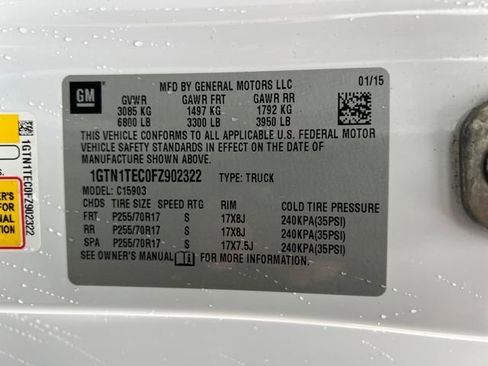 GM
MFD BY GENERAL MOTORS LLC 01/15
GVWR GAWR FRT GAWR RR
3085 KG 1497 KG 1792 KG
6800 LB 3300 LB 3950 LB
THIS VEHICLE CONFORMS TO ALL APPLICABLE U.S. FEDERAL MOTOR
VEHICLE SAFETY STANDARDS IN EFFECT ON THE DATE OF
MANUFACTURE SHOWN ABOVE.
1GTN1TEC0FZ902322 TYPE: TRUCK
MODEL: C15903
CHDS TIRE SIZE SPEED RTG RIM COLD TIRE PRESSURE
FRT P255/70R17 S 17X8J 240KPA(35PSI)
RR P255/70R17 S 17X8J 240KPA(35PSI)
SPA P255/70R17 S 17X7.5J 240KPA(35PSI)
SEE OWNER'S MANUAL FOR MORE INFORMATION
1GTN1TEC0FZ902322